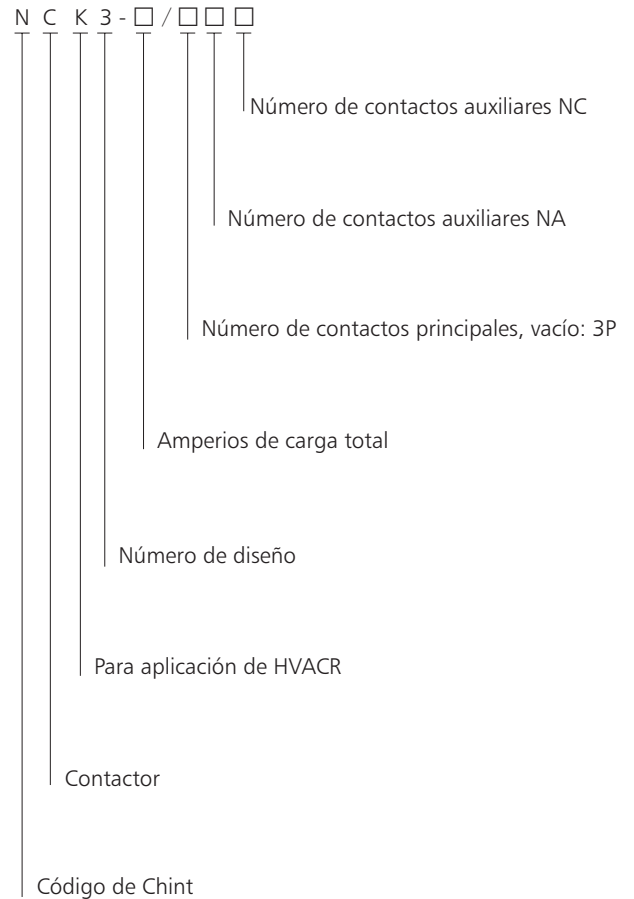 N C K 3 - □ / □ □ □
Número de contactos auxiliares NC
Número de contactos auxiliares NA
Número de contactos principales, vacío: 3P
Amperios de carga total
Número de diseño
Para aplicación de HVACR
Contactor
Código de Chint